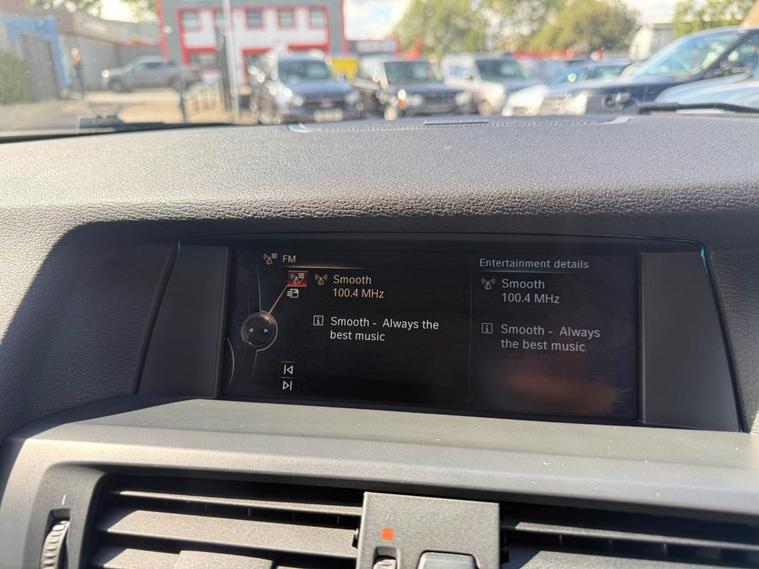 FM
Smooth
100.4 MHz
Smooth - Always the
best music
Entertainment details
Smooth
100.4 MHz
Smooth - Always
the best music